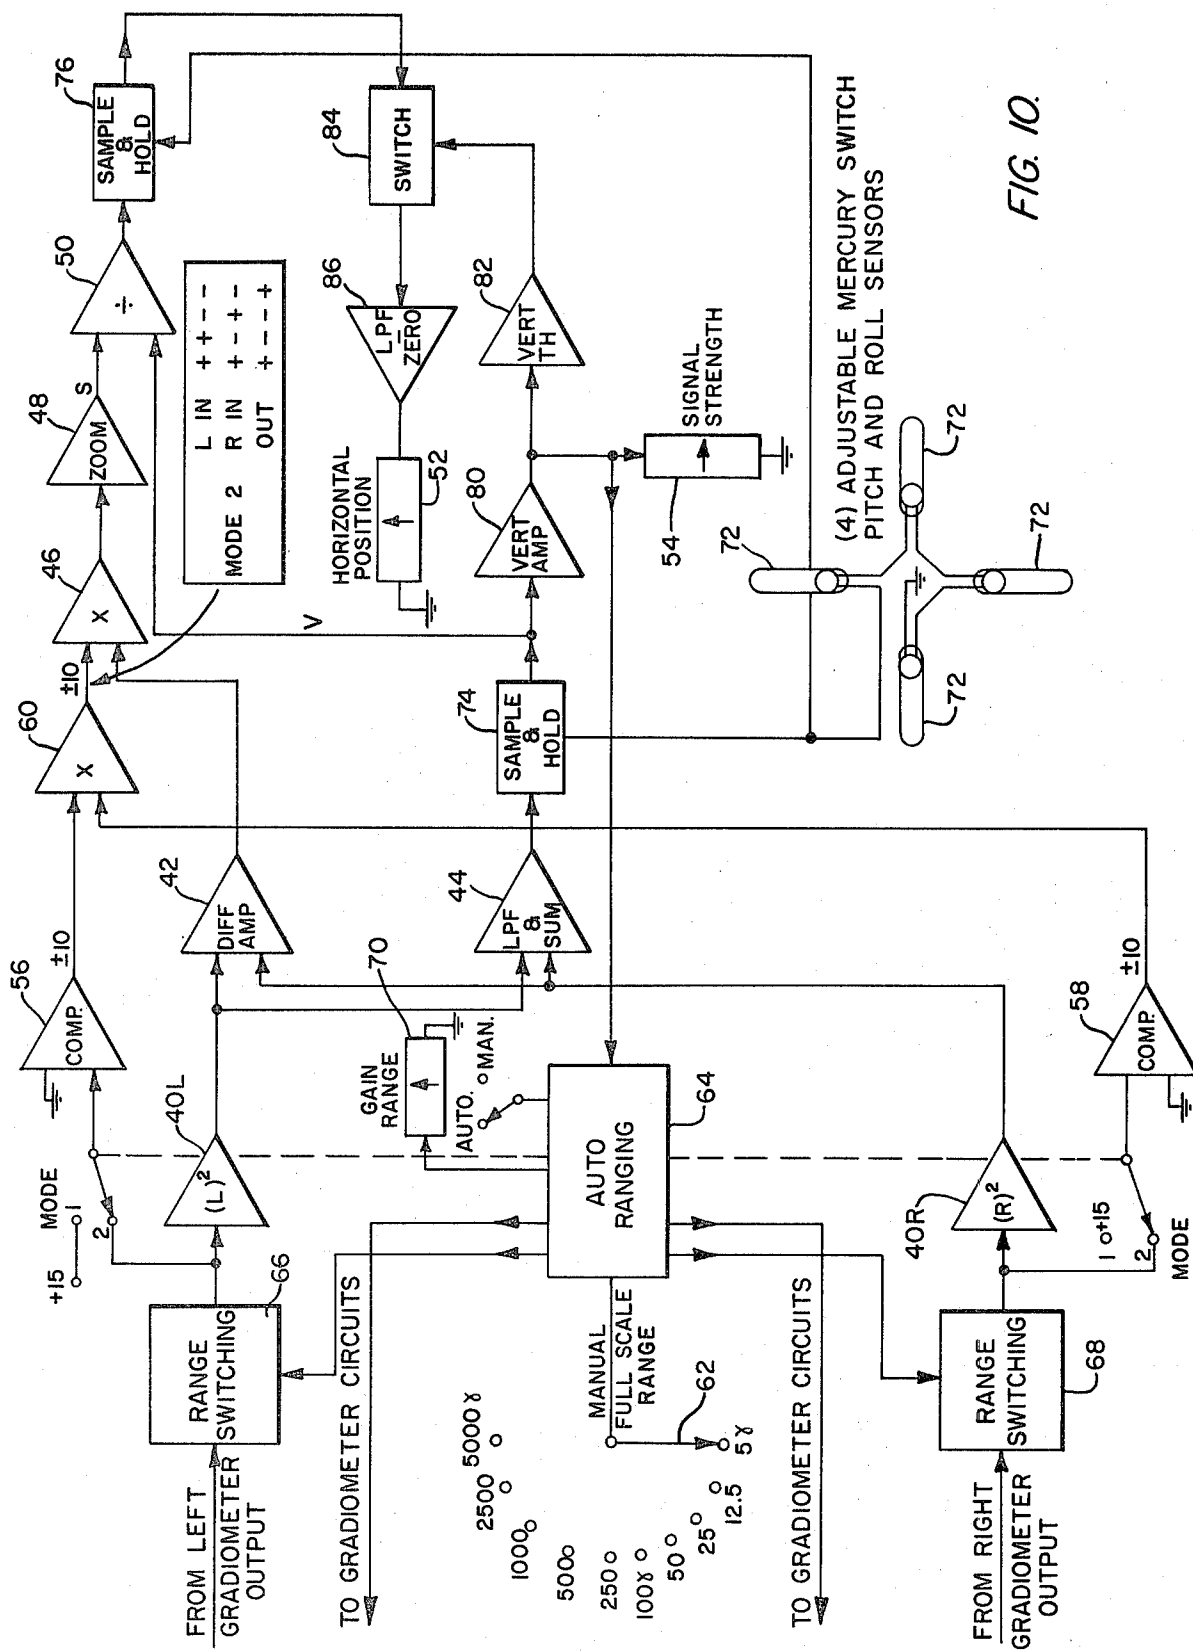 FROM LEFT
GRADIOMETER
OUTPUT
RANGE
SWITCHING
66
+15
MODE
1
2
(L)²
40L
COMP.
56
±10
DIFF
AMP
42
X
60
±10
X
46
ZOOM
48
S
÷
50
SAMPLE
&
HOLD
76
MODE 2
L IN + + - -
R IN + - + -
OUT + - - +
TO GRADIOMETER CIRCUITS
GAIN
RANGE
70
AUTO.
MAN.
LPF
&
SUM
44
SAMPLE
&
HOLD
74
V
HORIZONTAL
POSITION
52
LPF
ZERO
86
SWITCH
84
VERT
AMP
80
VERT
TH
82
SIGNAL
STRENGTH
54
AUTO
RANGING
64
MANUAL
FULL SCALE
RANGE
62
5000γ
2500
1000
500
250
100γ
50
25
12.5
5γ
TO GRADIOMETER CIRCUITS
FROM RIGHT
GRADIOMETER
OUTPUT
RANGE
SWITCHING
68
(R)²
40R
1
+15
2
MODE
COMP.
58
±10
72
72
72
72
(4) ADJUSTABLE MERCURY SWITCH
PITCH AND ROLL SENSORS
FIG. 10.